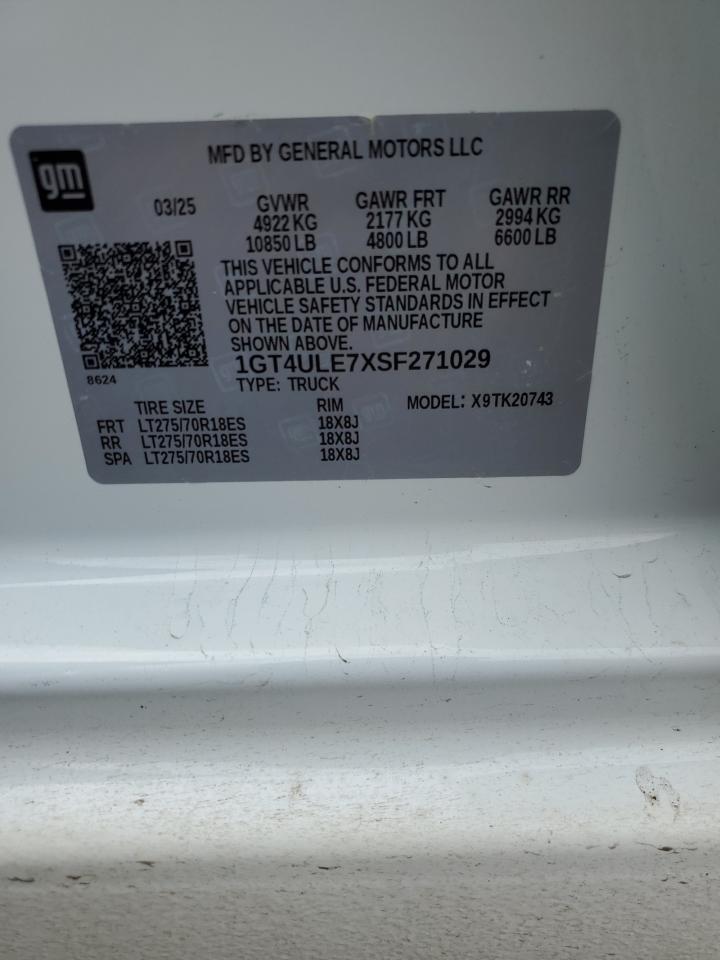 gm
MFD BY GENERAL MOTORS LLC
03/25 GVWR GAWR FRT GAWR RR
4922 KG 2177 KG 2994 KG
10850 LB 4800 LB 6600 LB
THIS VEHICLE CONFORMS TO ALL
APPLICABLE U.S. FEDERAL MOTOR
VEHICLE SAFETY STANDARDS IN EFFECT
ON THE DATE OF MANUFACTURE
SHOWN ABOVE.
1GT4ULE7XSF271029
8624
TYPE: TRUCK
TIRE SIZE RIM MODEL: X9TK20743
FRT LT275/70R18ES 18X8J
RR LT275/70R18ES 18X8J
SPA LT275/70R18ES 18X8J